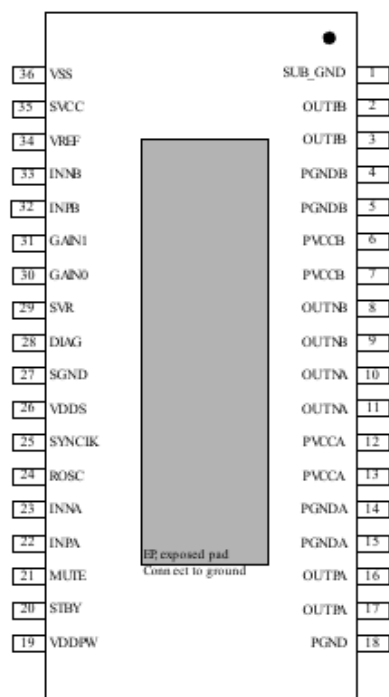 36 VSS SUB_GND 1
35 SVCC OUTPB 2
34 VREF OUTPB 3
33 INNB PGNDB 4
32 INPB PGNDB 5
31 GAIN1 PVCCB 6
30 GAIN0 PVCCB 7
29 SVR OUTNB 8
28 DIAG OUTNB 9
27 SGND OUTNA 10
26 VDDS OUTNA 11
25 SYNCLK PVCCA 12
24 ROSC PVCCA 13
23 INNA PGNDA 14
22 INPA PGNDA 15
EP, exposed pad
Connect to ground
21 MUTE OUTPA 16
20 STBY OUTPA 17
19 VDDPW PGND 18